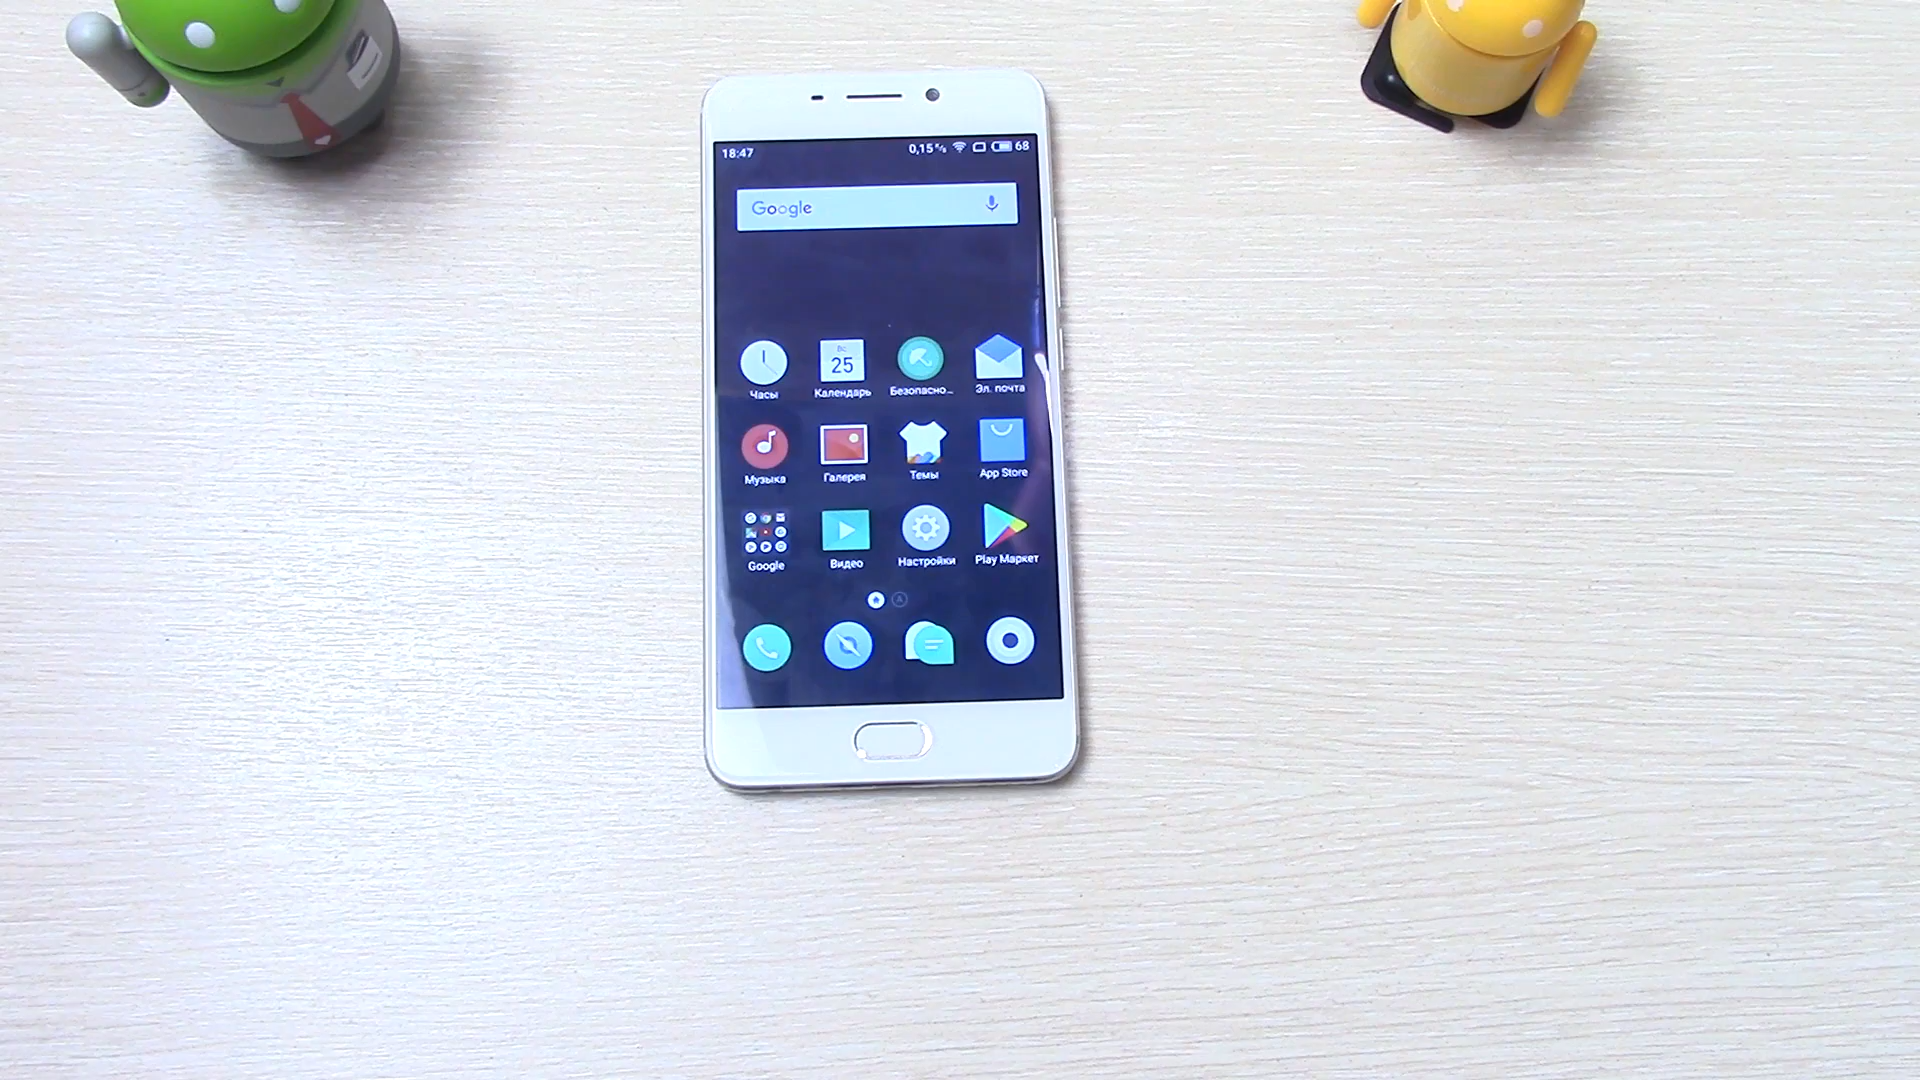 18:47 0,15 K/s 68
Google
Вс
25
Часы Календарь Безопасно... Эл. почта
Музыка Галерея Темы App Store
Google Видео Настройки Play Маркет